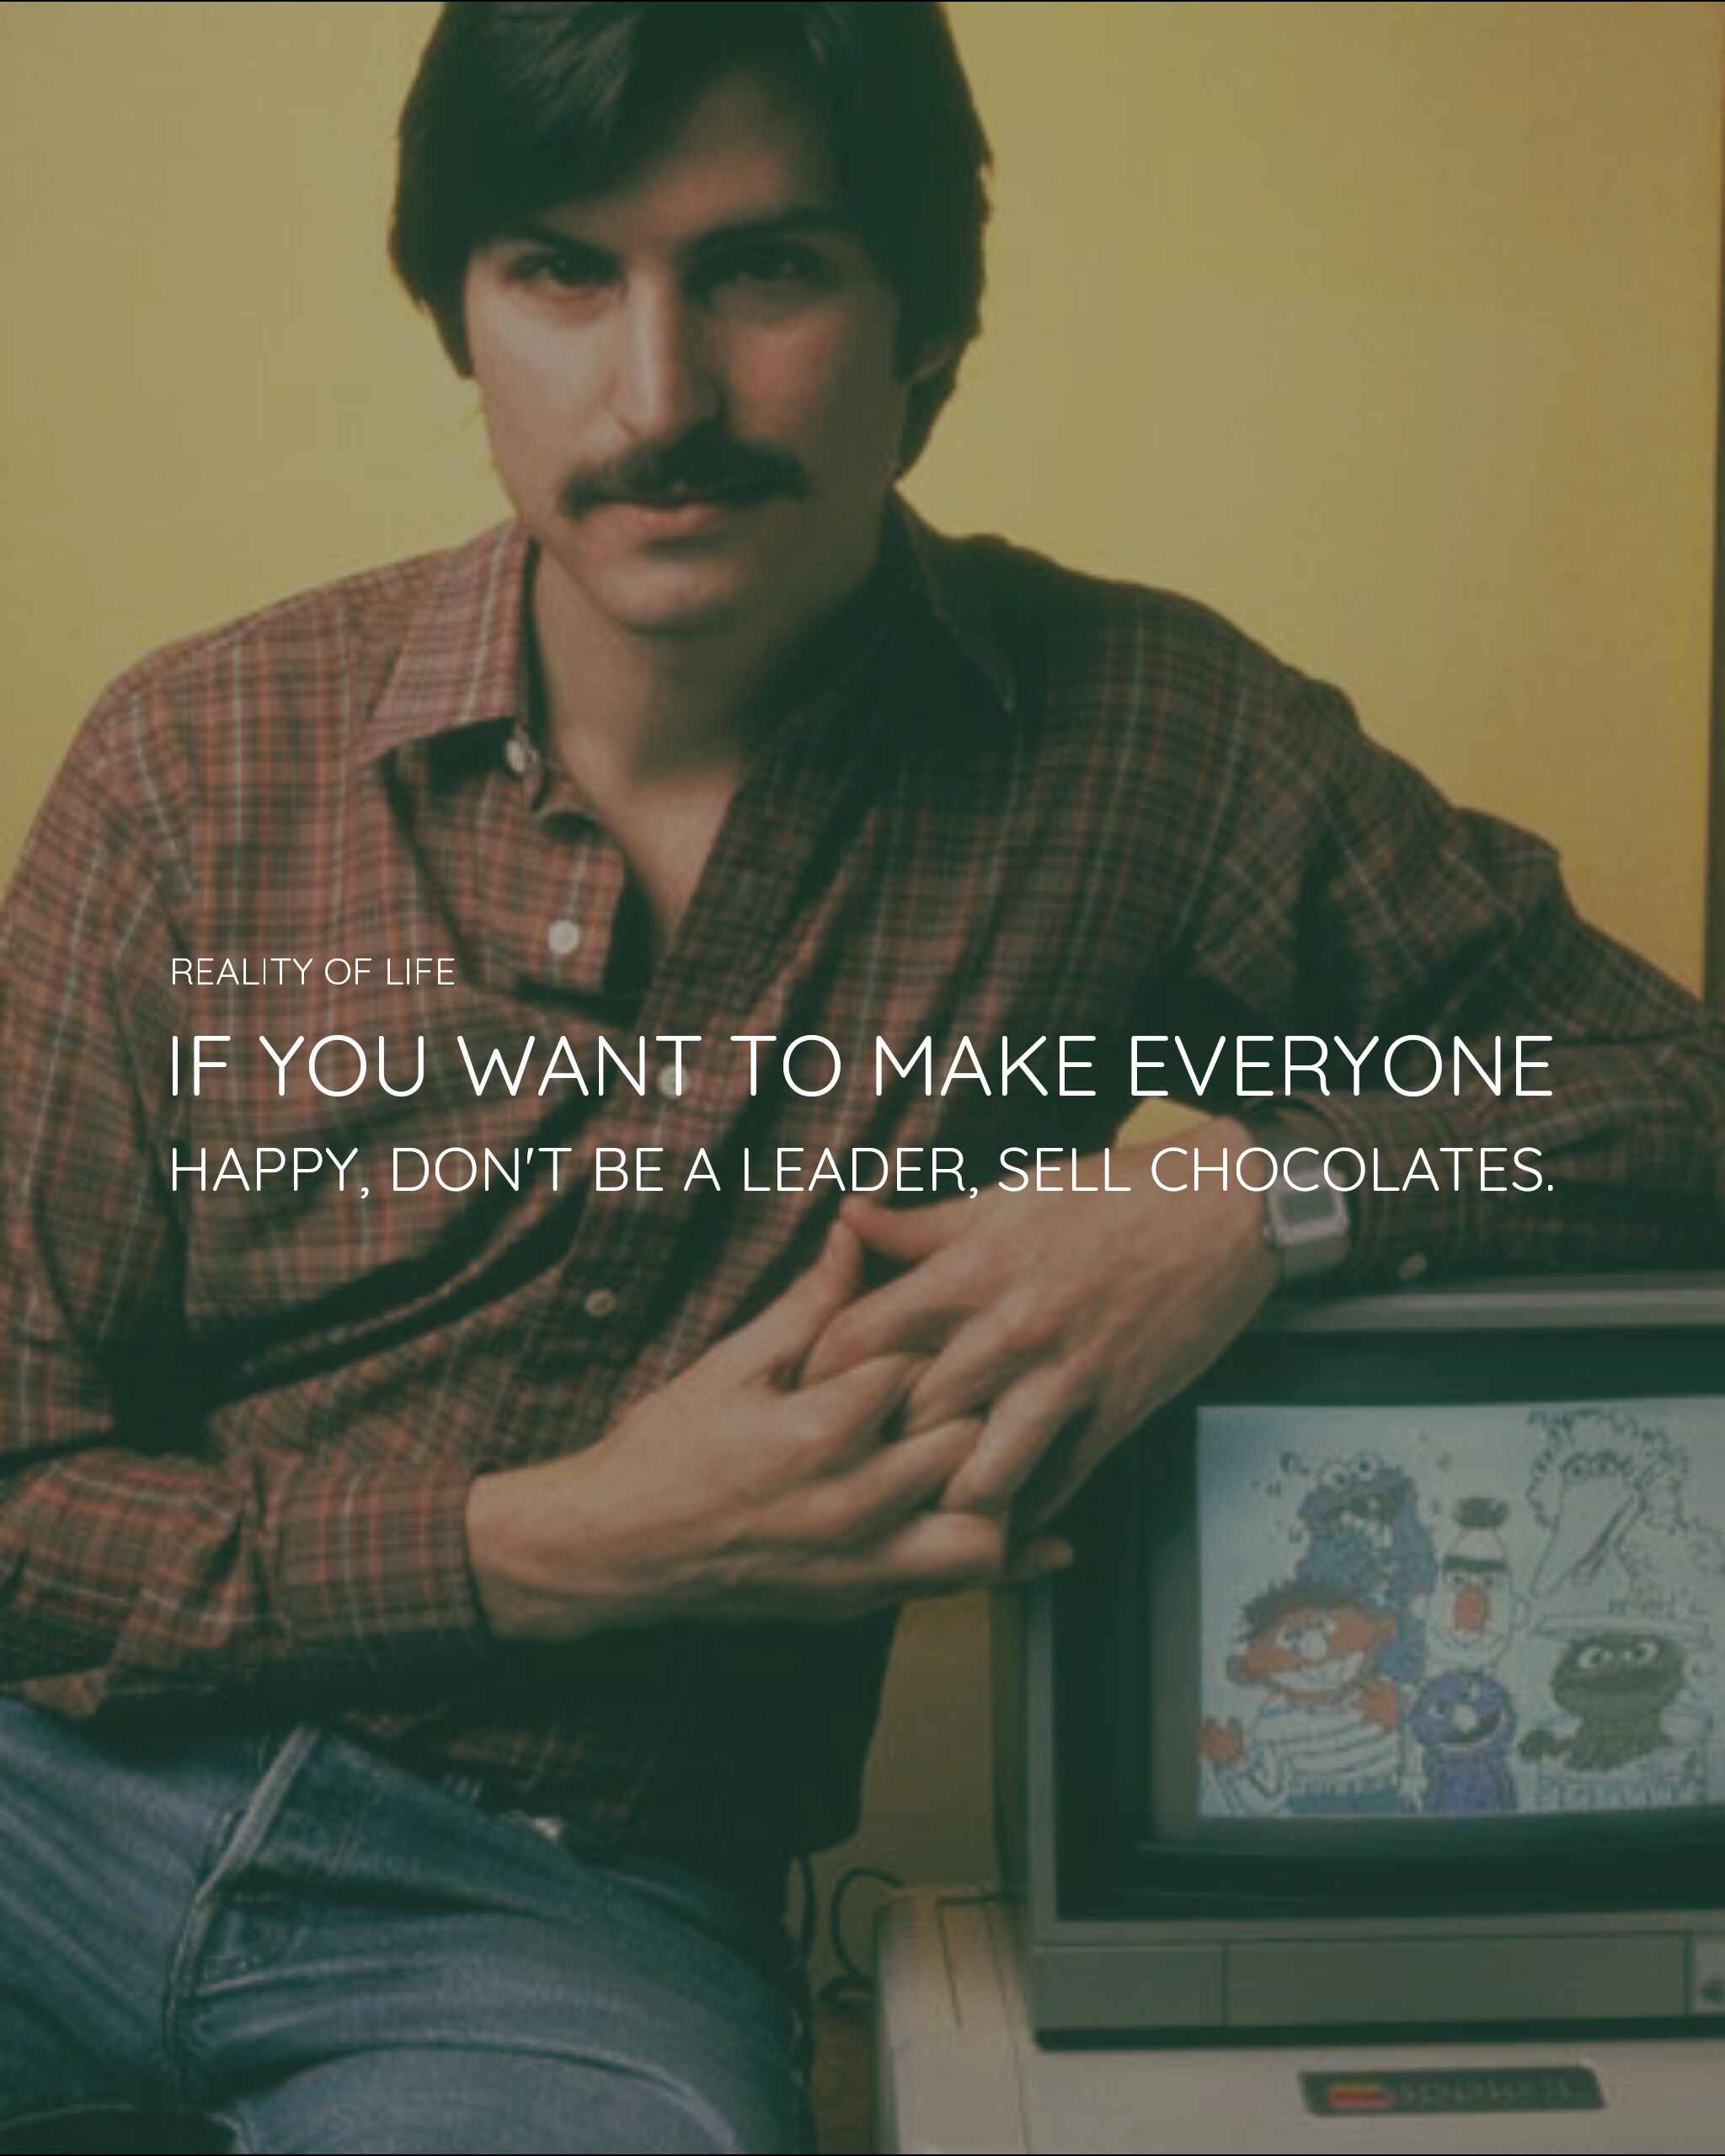 REALITY OF LIFE
IF YOU WANT TO MAKE EVERYONE
HAPPY, DON'T BE A LEADER, SELL CHOCOLATES.